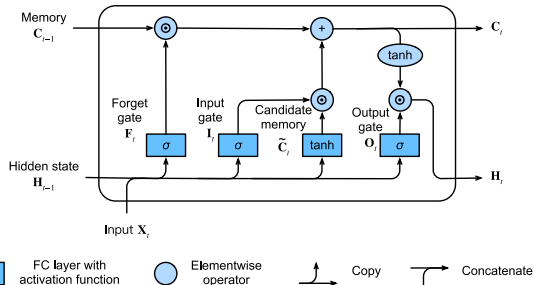 Memory
C_{t-1}
+
C_t
tanh
Forget gate
F_t
Input gate
I_t
Candidate memory
C̃_t
Output gate
O_t
σ
σ
tanh
σ
Hidden state
H_{t-1}
H_t
Input X_t
FC layer with
activation function
Elementwise
operator
Copy
Concatenate